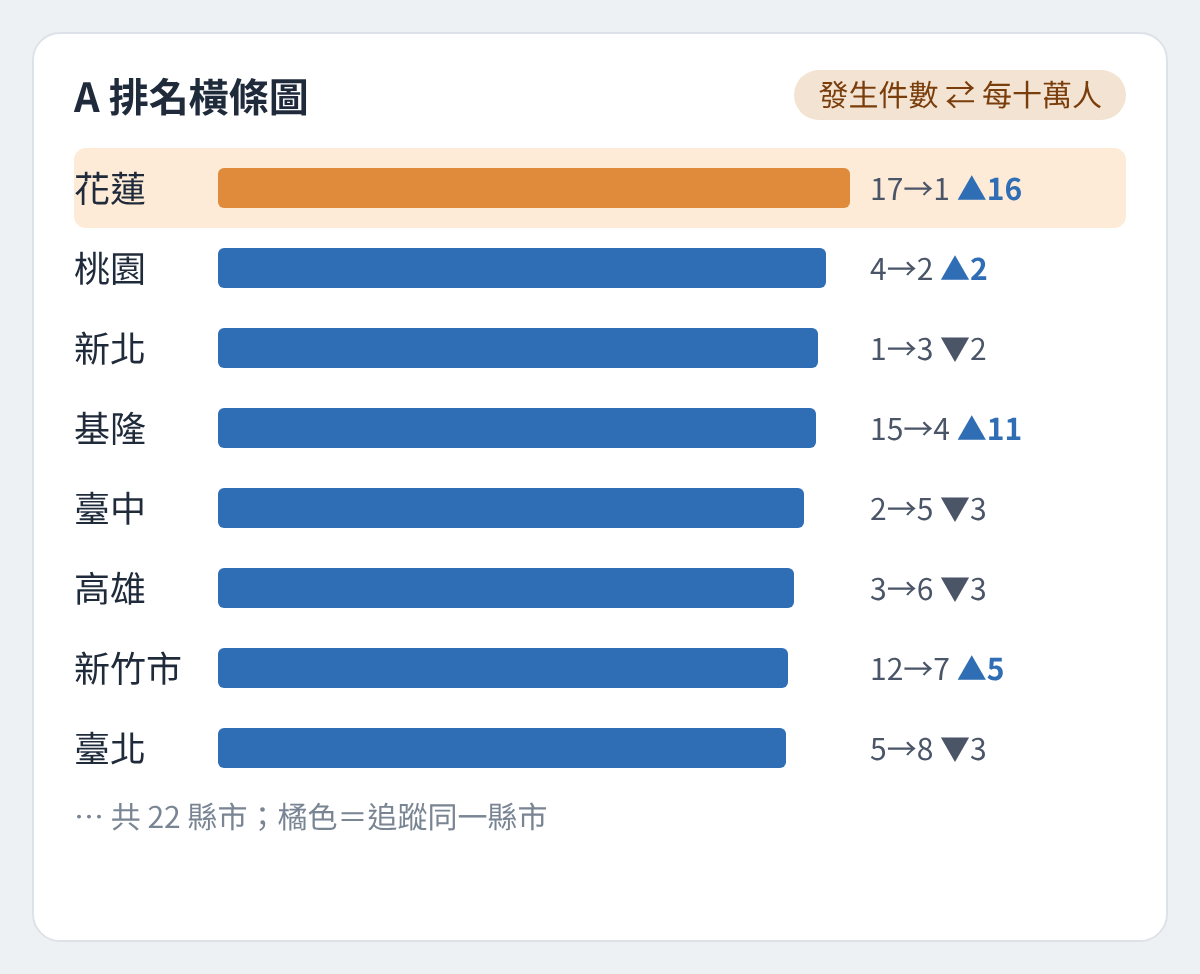 A 排名橫條圖
發生件數 ⇄ 每十萬人
花蓮 17→1 ▲16
桃園 4→2 ▲2
新北 1→3 ▼2
基隆 15→4 ▲11
臺中 2→5 ▼3
高雄 3→6 ▼3
新竹市 12→7 ▲5
臺北 5→8 ▼3
… 共 22 縣市；橘色＝追蹤同一縣市